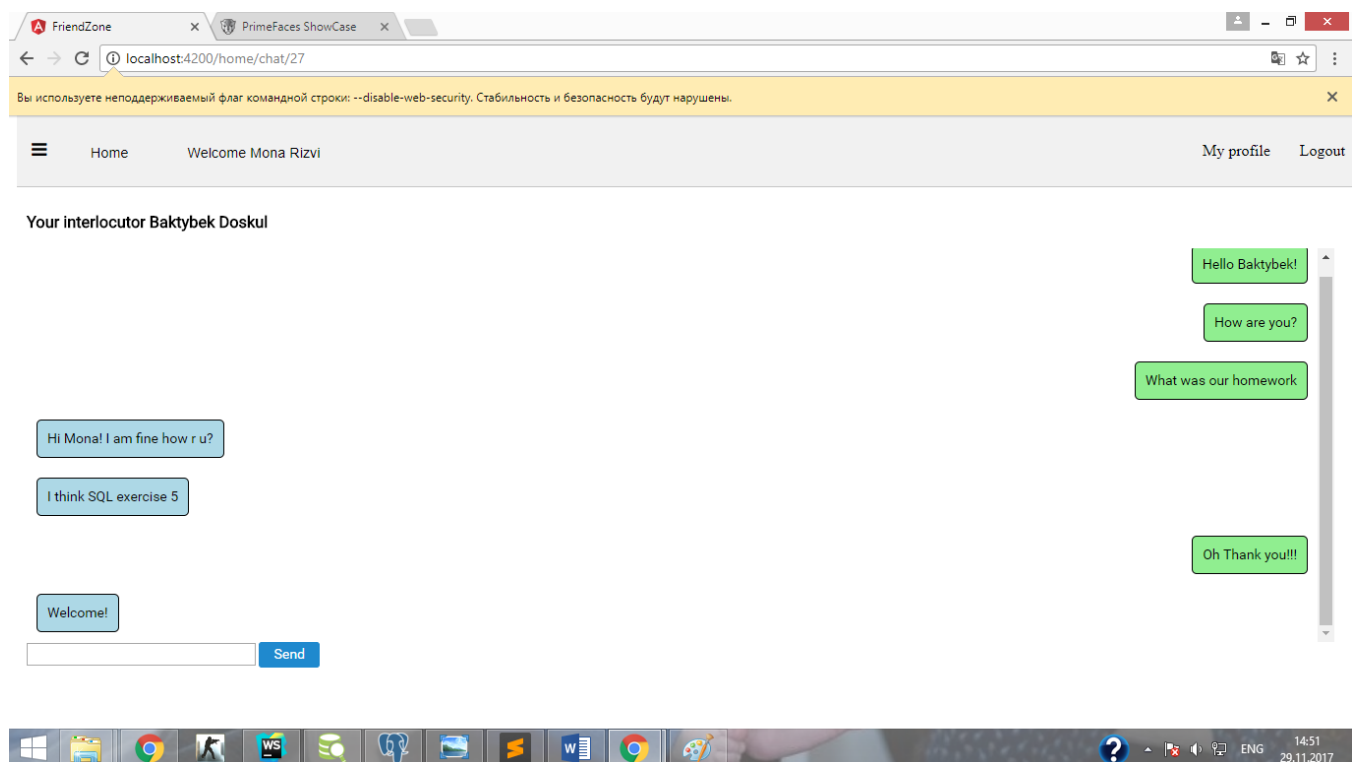 FriendZone
PrimeFaces ShowCase
localhost:4200/home/chat/27
Вы используете неподдерживаемый флаг командной строки: --disable-web-security. Стабильность и безопасность будут нарушены.
Home Welcome Mona Rizvi My profile Logout
Your interlocutor Baktybek Doskul
Hello Baktybek!
How are you?
What was our homework
Hi Mona! I am fine how r u?
I think SQL exercise 5
Oh Thank you!!!
Welcome!
Send
WS
W
ENG
14:51
29.11.2017